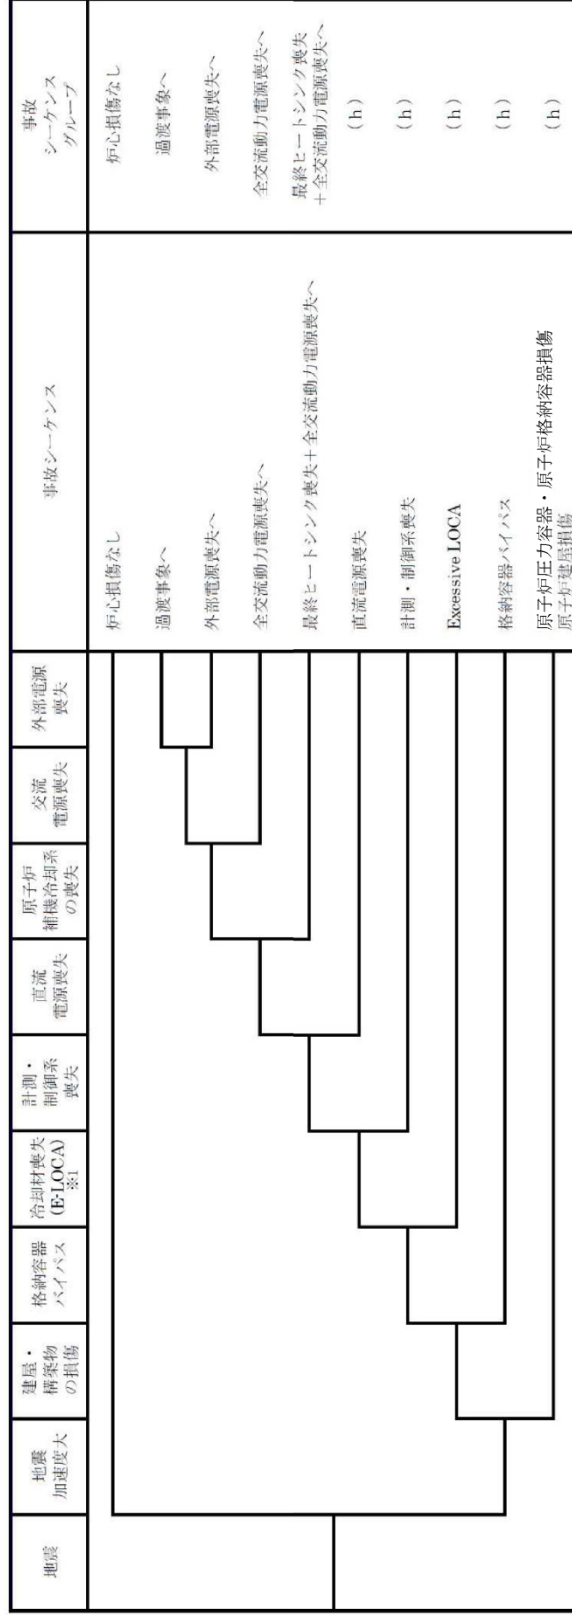 地震
地震
加速度大
建屋・
構築物
の損傷
格納容器
バイパス
冷却材喪失
(E-LOCA)
※1
計測・
制御系
喪失
直流
電源喪失
原子炉
補機冷却系
の喪失
交流
電源喪失
外部電源
喪失
事故シーケンス
事故
シーケンス
グループ
炉心損傷なし
炉心損傷なし
過渡事象へ
過渡事象へ
外部電源喪失へ
外部電源喪失へ
全交流動力電源喪失へ
全交流動力電源喪失へ
最終ヒートシンク喪失+全交流動力電源喪失へ
最終ヒートシンク喪失
+全交流動力電源喪失へ
直流電源喪失
(h)
計測・制御系喪失
(h)
Excessive LOCA
(h)
格納容器バイパス
(h)
原子炉圧力容器・原子炉格納容器損傷
原子炉建屋損傷
(h)